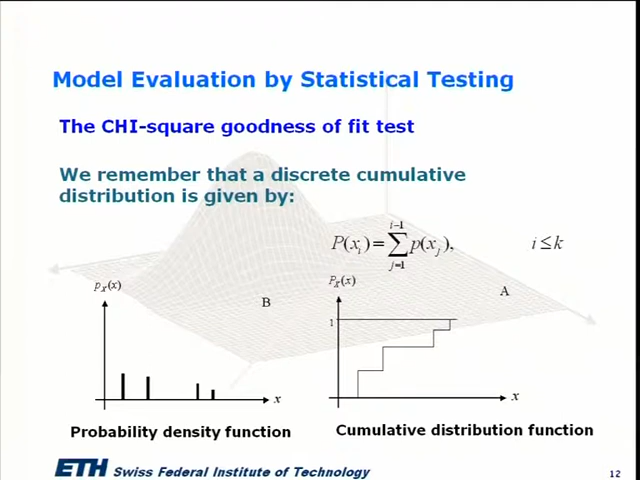 Model Evaluation by Statistical Testing
The CHI-square goodness of fit test
We remember that a discrete cumulative
distribution is given by:
P(x_i) = \sum_{j=1}^{i-1} p(x_j), i ≤ k
p_X(x)
B
x
P_X(x)
A
1
x
Probability density function
Cumulative distribution function
ETH Swiss Federal Institute of Technology
12